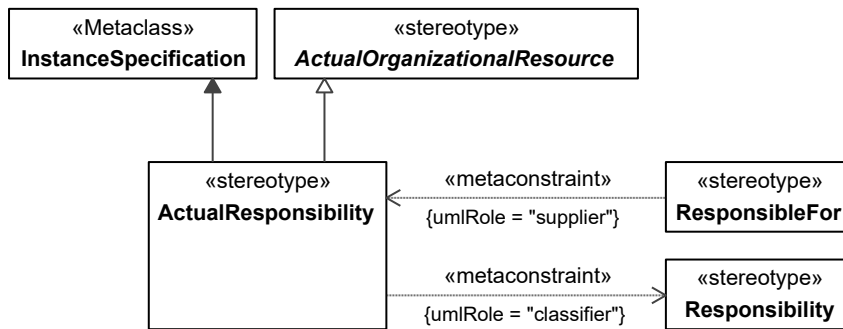 «Metaclass»
InstanceSpecification
«stereotype»
ActualOrganizationalResource
«stereotype»
ActualResponsibility
«metaconstraint»
{umlRole = "supplier"}
«stereotype»
ResponsibleFor
«metaconstraint»
{umlRole = "classifier"}
«stereotype»
Responsibility